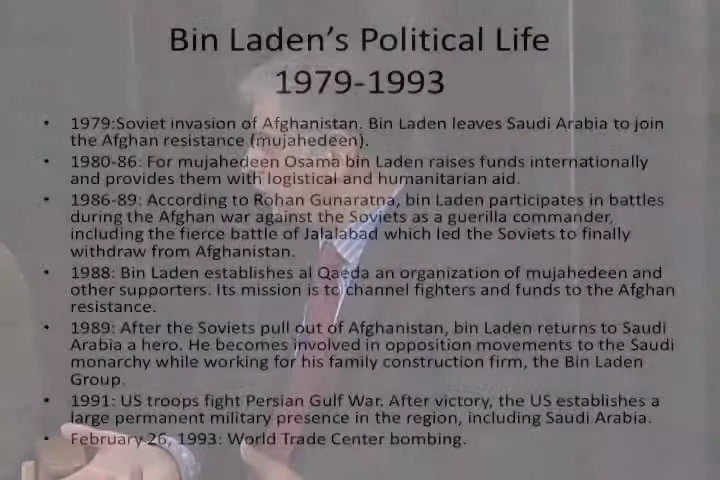 Bin Laden's Political Life
1979-1993
• 1979:Soviet invasion of Afghanistan. Bin Laden leaves Saudi Arabia to join
the Afghan resistance (mujahedeen).
• 1980-86: For mujahedeen Osama bin Laden raises funds internationally
and provides them with logistical and humanitarian aid.
• 1986-89: According to Rohan Gunaratna, bin Laden participates in battles
during the Afghan war against the Soviets as a guerilla commander,
including the fierce battle of Jalalabad which led the Soviets to finally
withdraw from Afghanistan.
• 1988: Bin Laden establishes al Qaeda an organization of mujahedeen and
other supporters. Its mission is to channel fighters and funds to the Afghan
resistance.
• 1989: After the Soviets pull out of Afghanistan, bin Laden returns to Saudi
Arabia a hero. He becomes involved in opposition movements to the Saudi
monarchy while working for his family construction firm, the Bin Laden
Group.
• 1991: US troops fight Persian Gulf War. After victory, the US establishes a
large permanent military presence in the region, including Saudi Arabia.
• February 26, 1993: World Trade Center bombing.